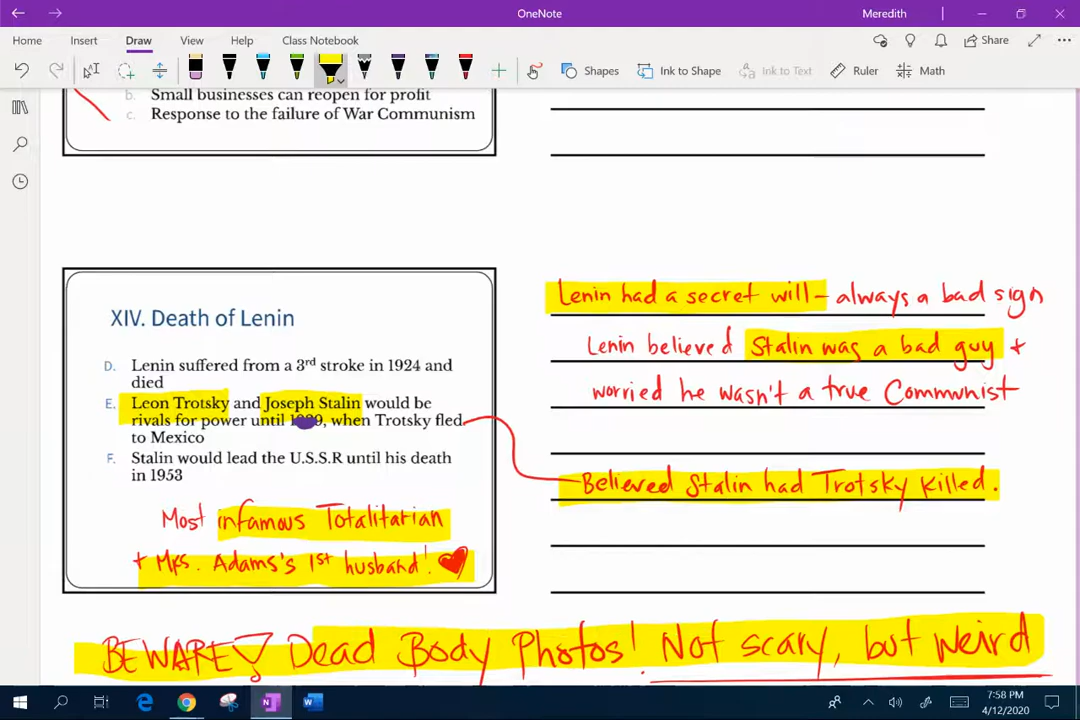 OneNote
Meredith
Home Insert Draw View Help Class Notebook
Share
Shapes Ink to Shape Ink to Text Ruler Math
b. Small businesses can reopen for profit
c. Response to the failure of War Communism
XIV. Death of Lenin
D. Lenin suffered from a 3rd stroke in 1924 and
died
E. Leon Trotsky and Joseph Stalin would be
rivals for power until when Trotsky fled
to Mexico
F. Stalin would lead the U.S.S.R until his death
in 1953
Most infamous Totalitarian
+ Mrs. Adams's 1st husband!
Lenin had a secret will - always a bad sign
Lenin believed Stalin was a bad guy +
worried he wasn't a true Communist
Believed Stalin had Trotsky killed.
BEWARE! Dead Body Photos! Not scary, but weird
7:58 PM
4/12/2020